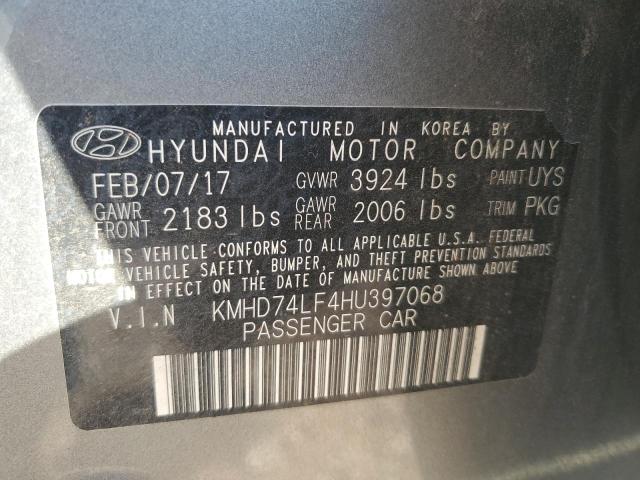 MANUFACTURED IN KOREA BY
HYUNDAI MOTOR COMPANY
FEB/07/17 GVWR 3924 lbs PAINT UYS
GAWR FRONT 2183 lbs GAWR REAR 2006 lbs TRIM PKG
THIS VEHICLE CONFORMS TO ALL APPLICABLE U.S.A. FEDERAL
MOTOR VEHICLE SAFETY, BUMPER, AND THEFT PREVENTION STANDARDS
IN EFFECT ON THE DATE OF MANUFACTURE SHOWN ABOVE
V.I.N KMHD74LF4HU397068
PASSENGER CAR